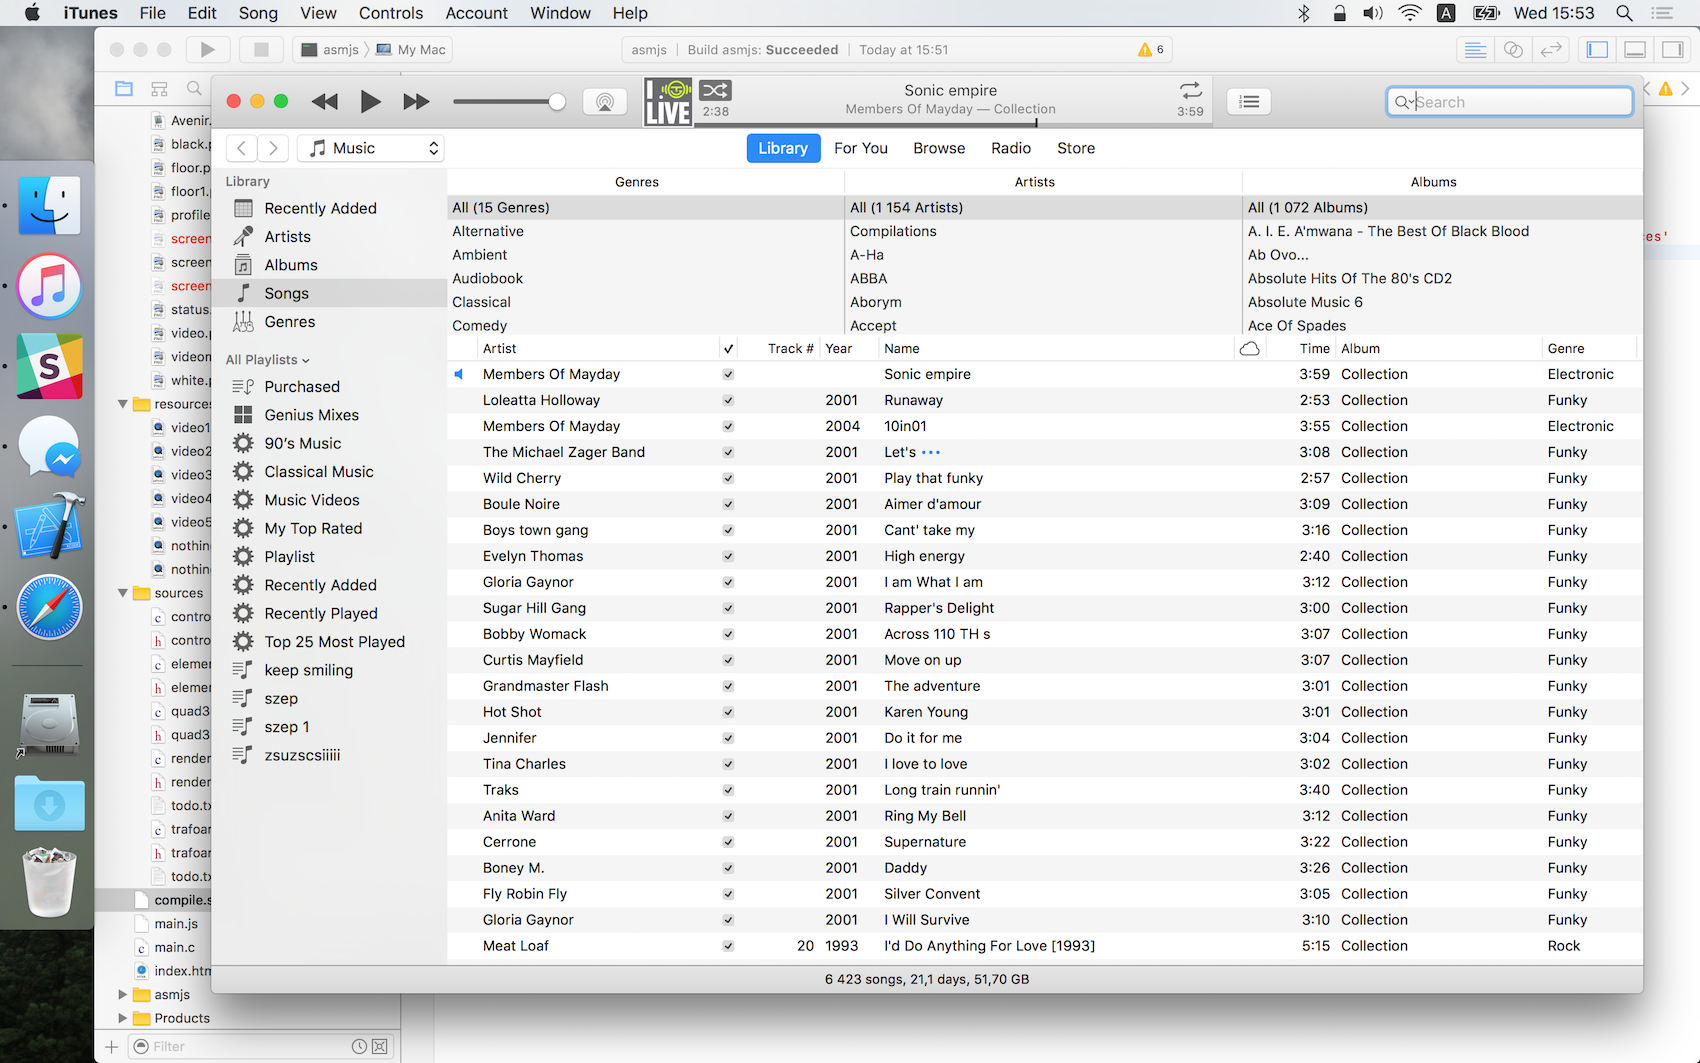 iTunes File Edit Song View Controls Account Window Help A Wed 15:53
asmjs My Mac asmjs Build asmjs: Succeeded Today at 15:51 6
LIVE 2:38 Sonic empire 3:59 Search
Members Of Mayday — Collection
Music Library For You Browse Radio Store
Library
Recently Added
Artists
Albums
Songs
Genres
All Playlists
Purchased
Genius Mixes
90's Music
Classical Music
Music Videos
My Top Rated
Playlist
Recently Added
Recently Played
Top 25 Most Played
keep smiling
szep
szep 1
zsuzscsiiiii
Genres Artists Albums
All (15 Genres) All (1 154 Artists) All (1 072 Albums)
Alternative Compilations A. I. E. A'mwana - The Best Of Black Blood
Ambient A-Ha Ab Ovo...
Audiobook ABBA Absolute Hits Of The 80's CD2
Classical Aborym Absolute Music 6
Comedy Accept Ace Of Spades
Artist ✓ Track # Year Name Time Album Genre
Members Of Mayday Sonic empire 3:59 Collection Electronic
Loleatta Holloway 2001 Runaway 2:53 Collection Funky
Members Of Mayday 2004 10in01 3:55 Collection Electronic
The Michael Zager Band 2001 Let's ••• 3:08 Collection Funky
Wild Cherry 2001 Play that funky 2:57 Collection Funky
Boule Noire 2001 Aimer d'amour 3:09 Collection Funky
Boys town gang 2001 Cant' take my 3:16 Collection Funky
Evelyn Thomas 2001 High energy 2:40 Collection Funky
Gloria Gaynor 2001 I am What I am 3:12 Collection Funky
Sugar Hill Gang 2001 Rapper's Delight 3:00 Collection Funky
Bobby Womack 2001 Across 110 TH s 3:07 Collection Funky
Curtis Mayfield 2001 Move on up 3:07 Collection Funky
Grandmaster Flash 2001 The adventure 3:01 Collection Funky
Hot Shot 2001 Karen Young 3:01 Collection Funky
Jennifer 2001 Do it for me 3:04 Collection Funky
Tina Charles 2001 I love to love 3:02 Collection Funky
Traks 2001 Long train runnin' 3:40 Collection Funky
Anita Ward 2001 Ring My Bell 3:12 Collection Funky
Cerrone 2001 Supernature 3:22 Collection Funky
Boney M. 2001 Daddy 3:26 Collection Funky
Fly Robin Fly 2001 Silver Convent 3:05 Collection Funky
Gloria Gaynor 2001 I Will Survive 3:10 Collection Funky
Meat Loaf 20 1993 I'd Do Anything For Love [1993] 5:15 Collection Rock
6 423 songs, 21,1 days, 51,70 GB
Avenir.
black.p
floor.p
floor1.
profile
screen
screen
screen
status.
video.p
videon
white.p
resources
video1
video2
video3
video4
video5
nothin
nothin
sources
contro
contro
elemen
elemen
quad3
quad3
render
render
todo.tx
trafoar
trafoar
todo.tx
compile.s
main.js
main.c
index.htm
asmjs
Products
Filter
es'